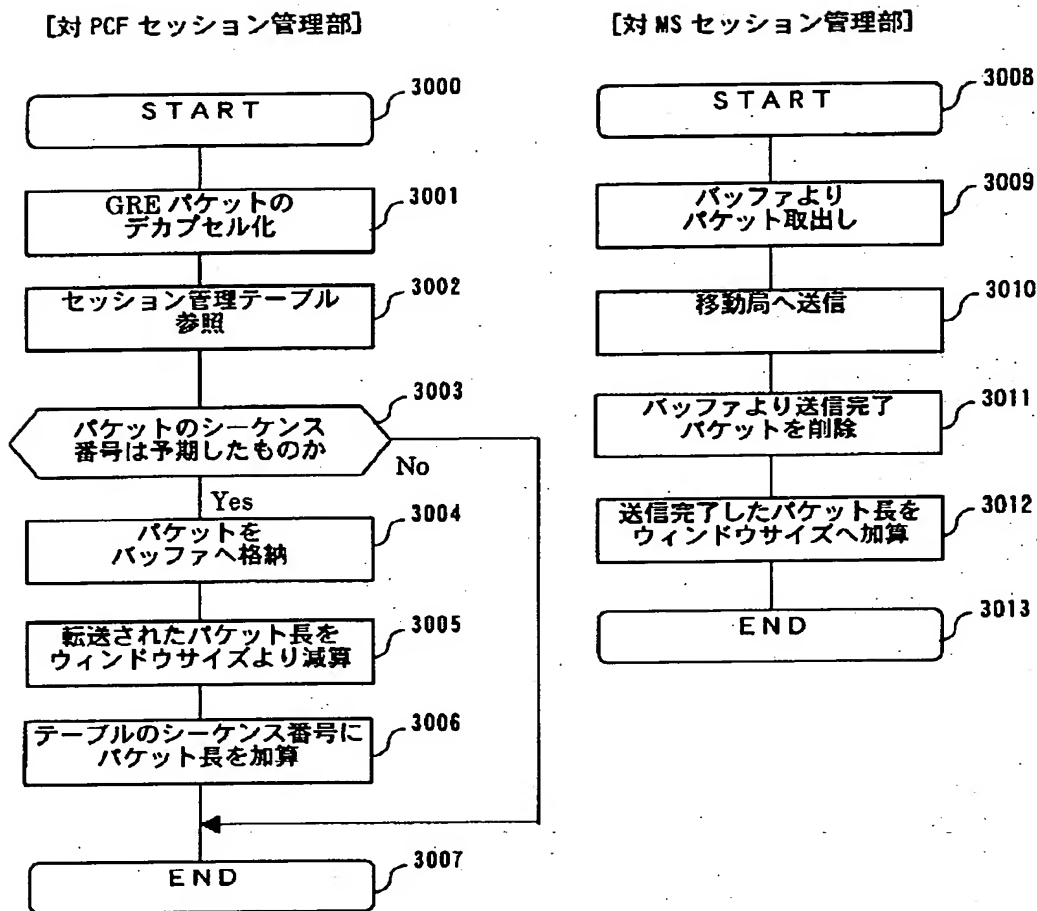 [対 PCF セッション管理部]
START
3000
GRE パケットの
デカプセル化
3001
セッション管理テーブル
参照
3002
パケットのシーケンス
番号は予期したものか
3003
No
Yes
パケットを
バッファへ格納
3004
転送されたパケット長を
ウィンドウサイズより減算
3005
テーブルのシーケンス番号に
パケット長を加算
3006
END
3007
[対 MS セッション管理部]
START
3008
バッファより
パケット取出し
3009
移動局へ送信
3010
バッファより送信完了
パケットを削除
3011
送信完了したパケット長を
ウィンドウサイズへ加算
3012
END
3013